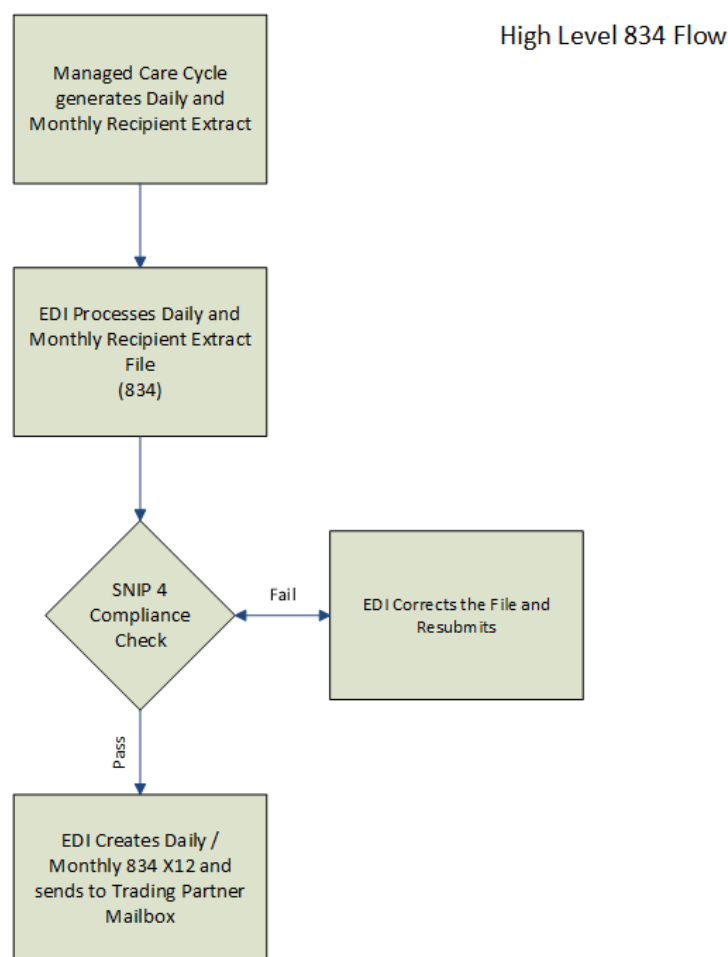 High Level 834 Flow
Managed Care Cycle
generates Daily and
Monthly Recipient Extract
EDI Processes Daily and
Monthly Recipient Extract
File
(834)
SNIP 4
Compliance
Check
Fail
EDI Corrects the File and
Resubmits
Pass
EDI Creates Daily /
Monthly 834 X12 and
sends to Trading Partner
Mailbox